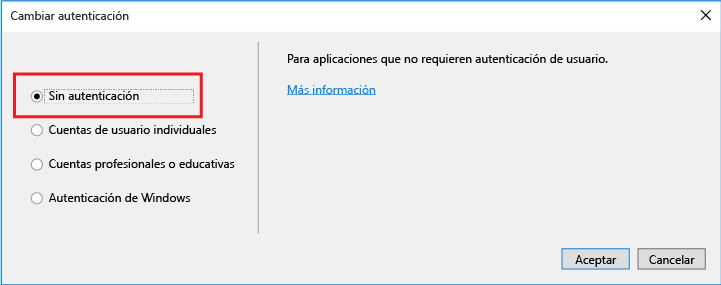 Cambiar autenticación
Para aplicaciones que no requieren autenticación de usuario.
Más información
Sin autenticación
Cuentas de usuario individuales
Cuentas profesionales o educativas
Autenticación de Windows
Aceptar
Cancelar